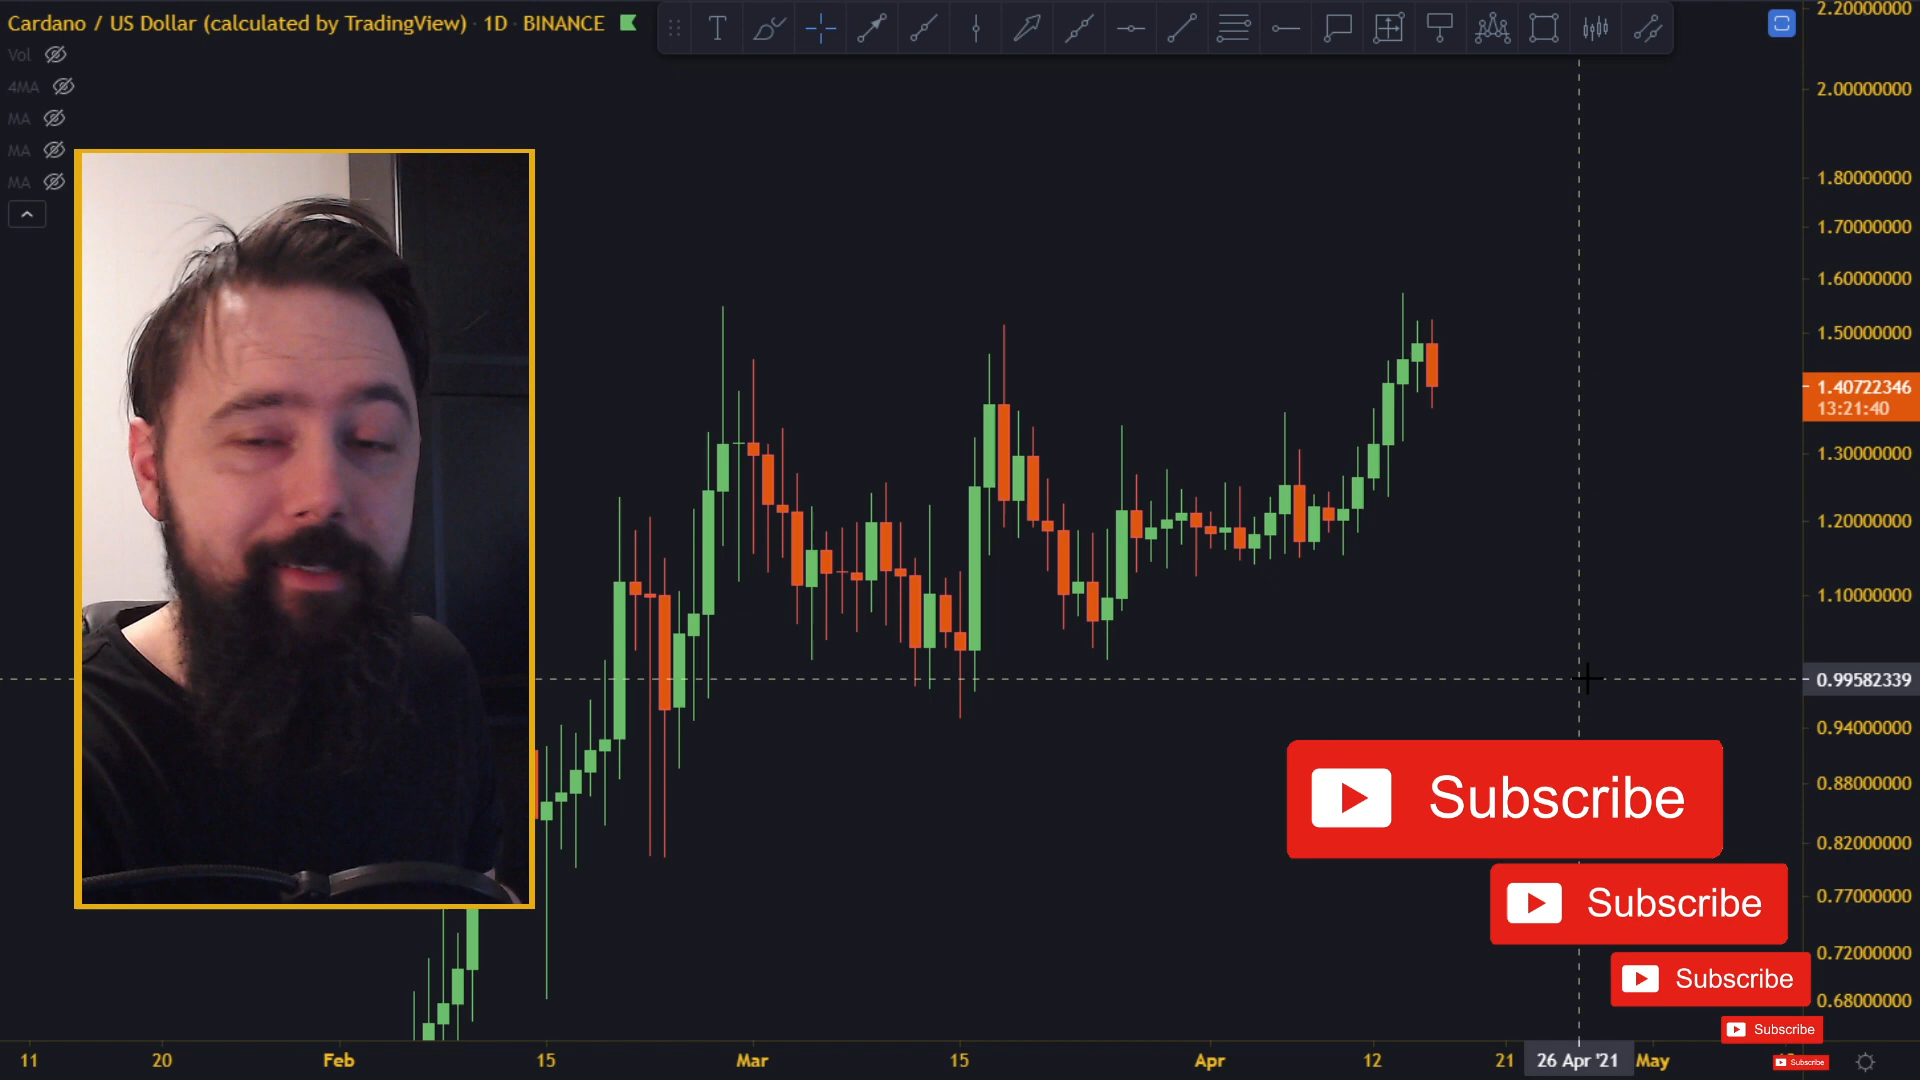 Cardano / US Dollar (calculated by TradingView) · 1D · BINANCE
Vol
4MA
MA
MA
MA
T
2.20000000
2.00000000
1.80000000
1.70000000
1.60000000
1.50000000
1.40722346
13:21:40
1.30000000
1.20000000
1.10000000
0.99582339
0.94000000
0.88000000
0.82000000
0.77000000
0.72000000
0.68000000
Subscribe
Subscribe
Subscribe
Subscribe
Subscribe
11 20 Feb 15 Mar 15 Apr 12 21 26 Apr '21 May